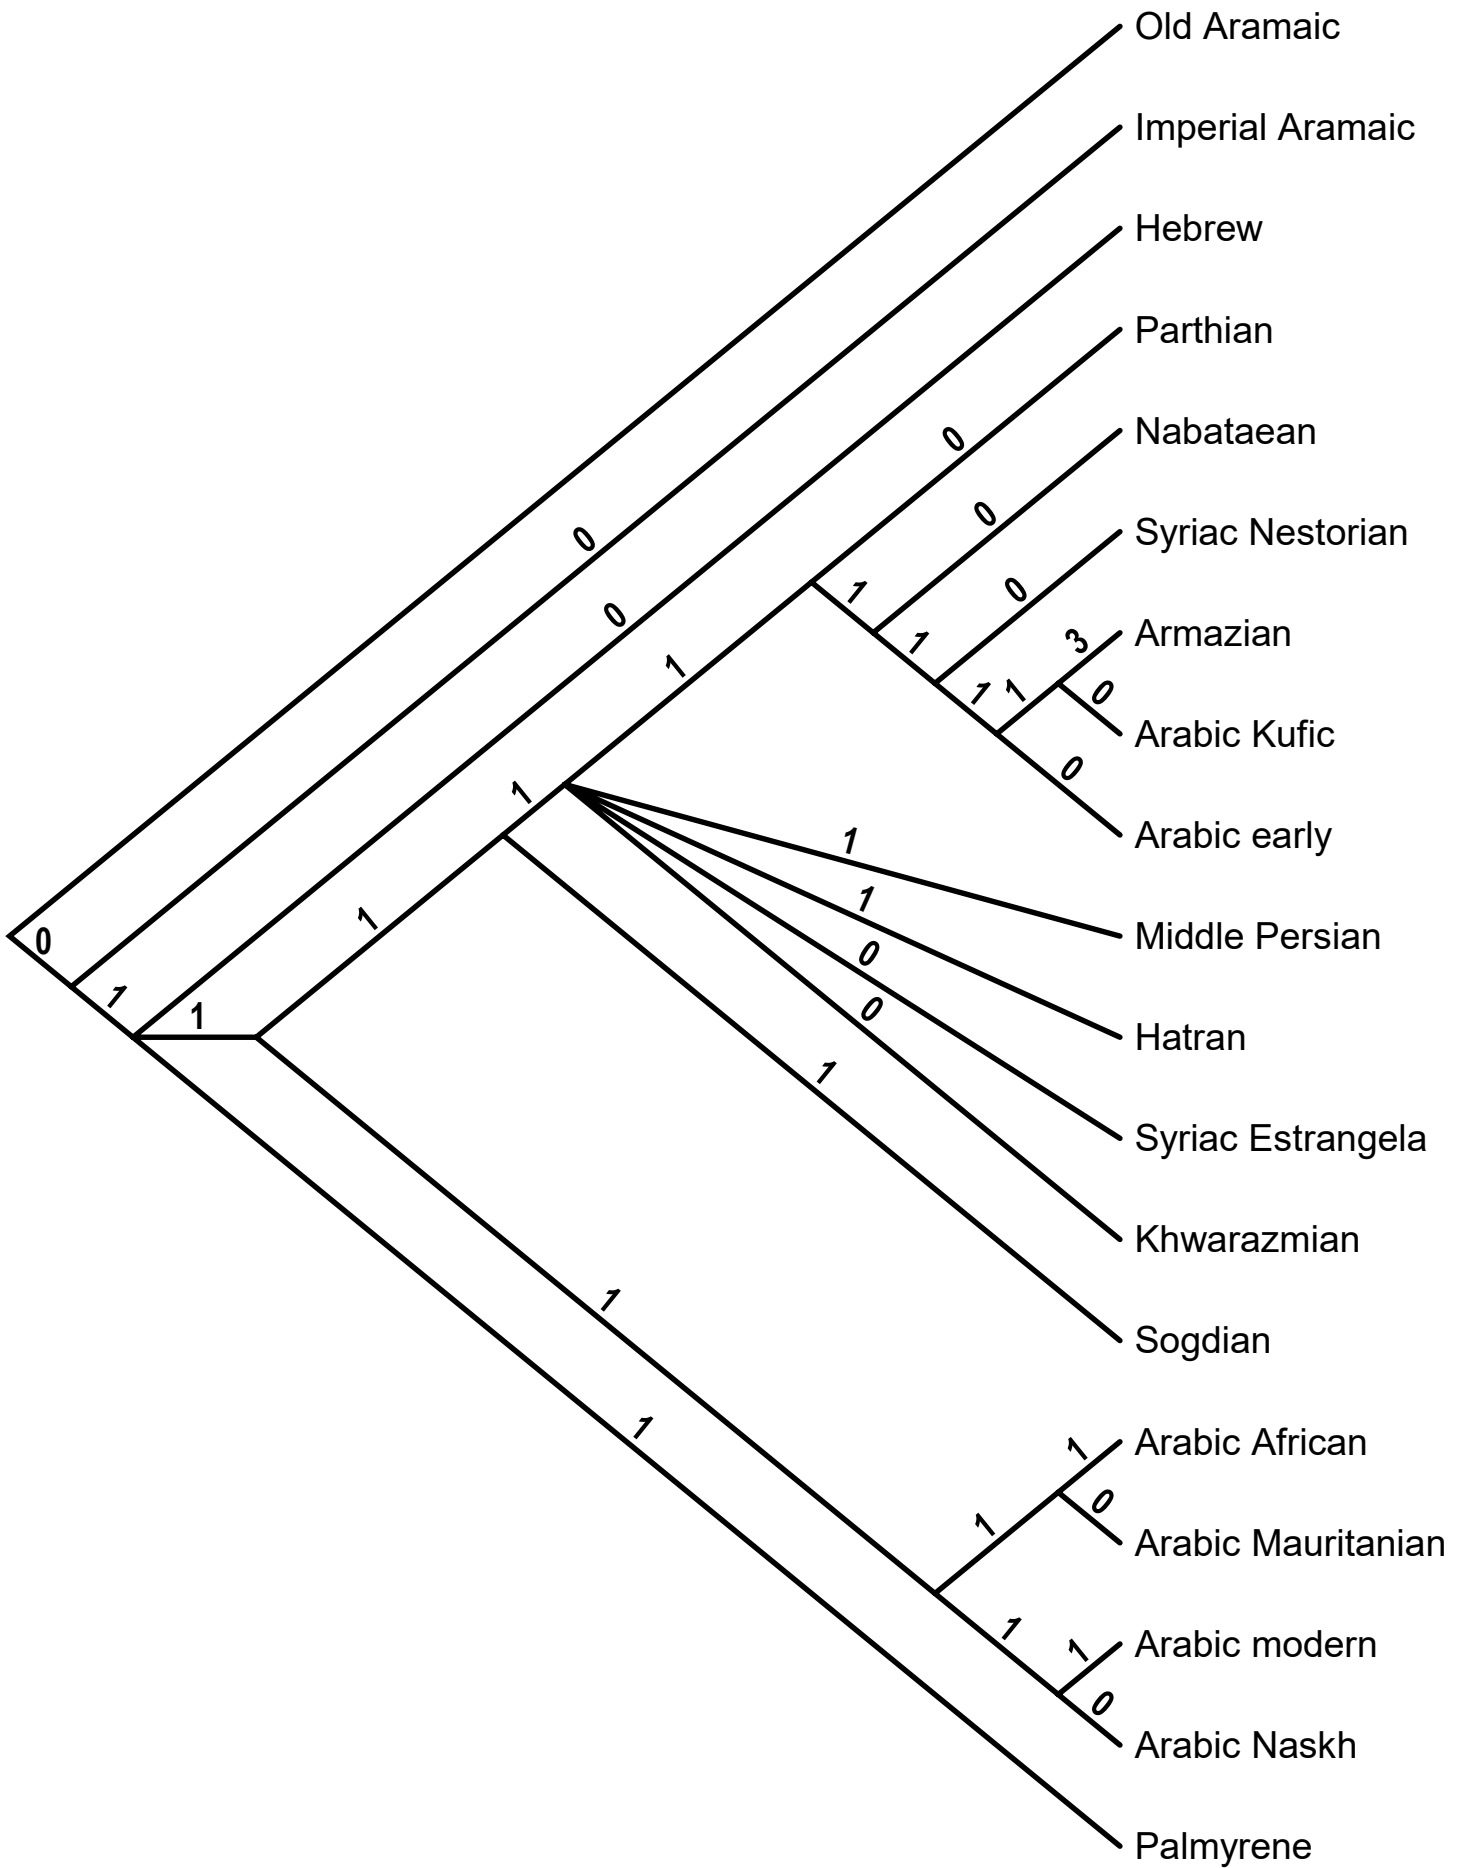 Old Aramaic
Imperial Aramaic
Hebrew
Parthian
0
Nabataean
0
Syriac Nestorian
0
0
1
0
1
3
Armazian
1
1
1
1
0
Arabic Kufic
1
0
Arabic early
1
Middle Persian
1
0
1
0
Hatran
1
1
0
1
Syriac Estrangela
Khwarazmian
1
Sogdian
1
1
1
Arabic African
0
1
Arabic Mauritanian
1
1
Arabic modern
0
Arabic Naskh
Palmyrene